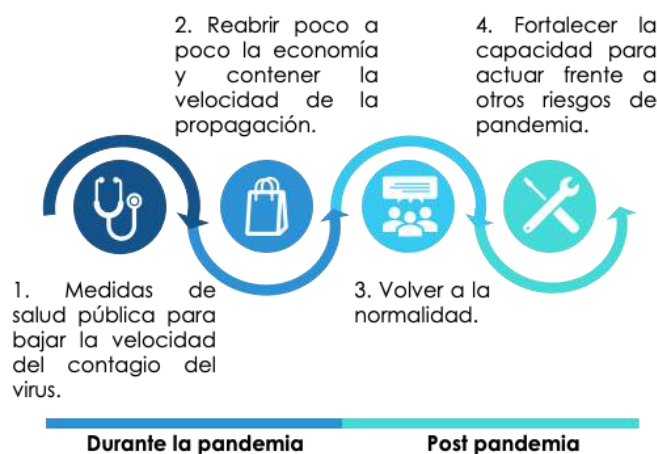 2. Reabrir poco a
poco la economía
y contener la
velocidad de la
propagación.
4. Fortalecer la
capacidad para
actuar frente a
otros riesgos de
pandemia.
1. Medidas de
salud pública para
bajar la velocidad
del contagio del
virus.
3. Volver a la
normalidad.
Durante la pandemia
Post pandemia